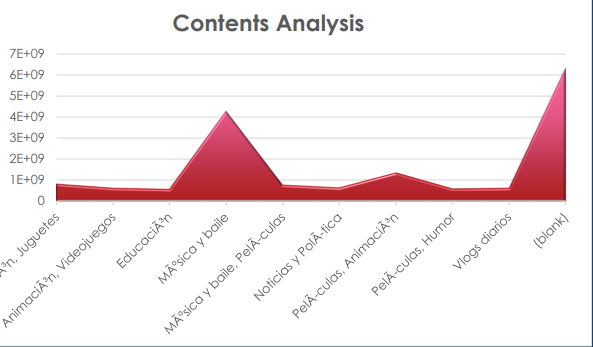 Contents Analysis
7E+09
6E+09
5E+09
4E+09
3E+09
2E+09
1E+09
0
Ã³n, Juguetes
AnimaciÃ³n, Videojuegos
EducaciÃ³n
MÃºsica y baile
MÃºsica y baile, PelÃ­culas
Noticias y PolÃ­tica
PelÃ­culas, AnimaciÃ³n
PelÃ­culas, Humor
Vlogs diarios
(blank)